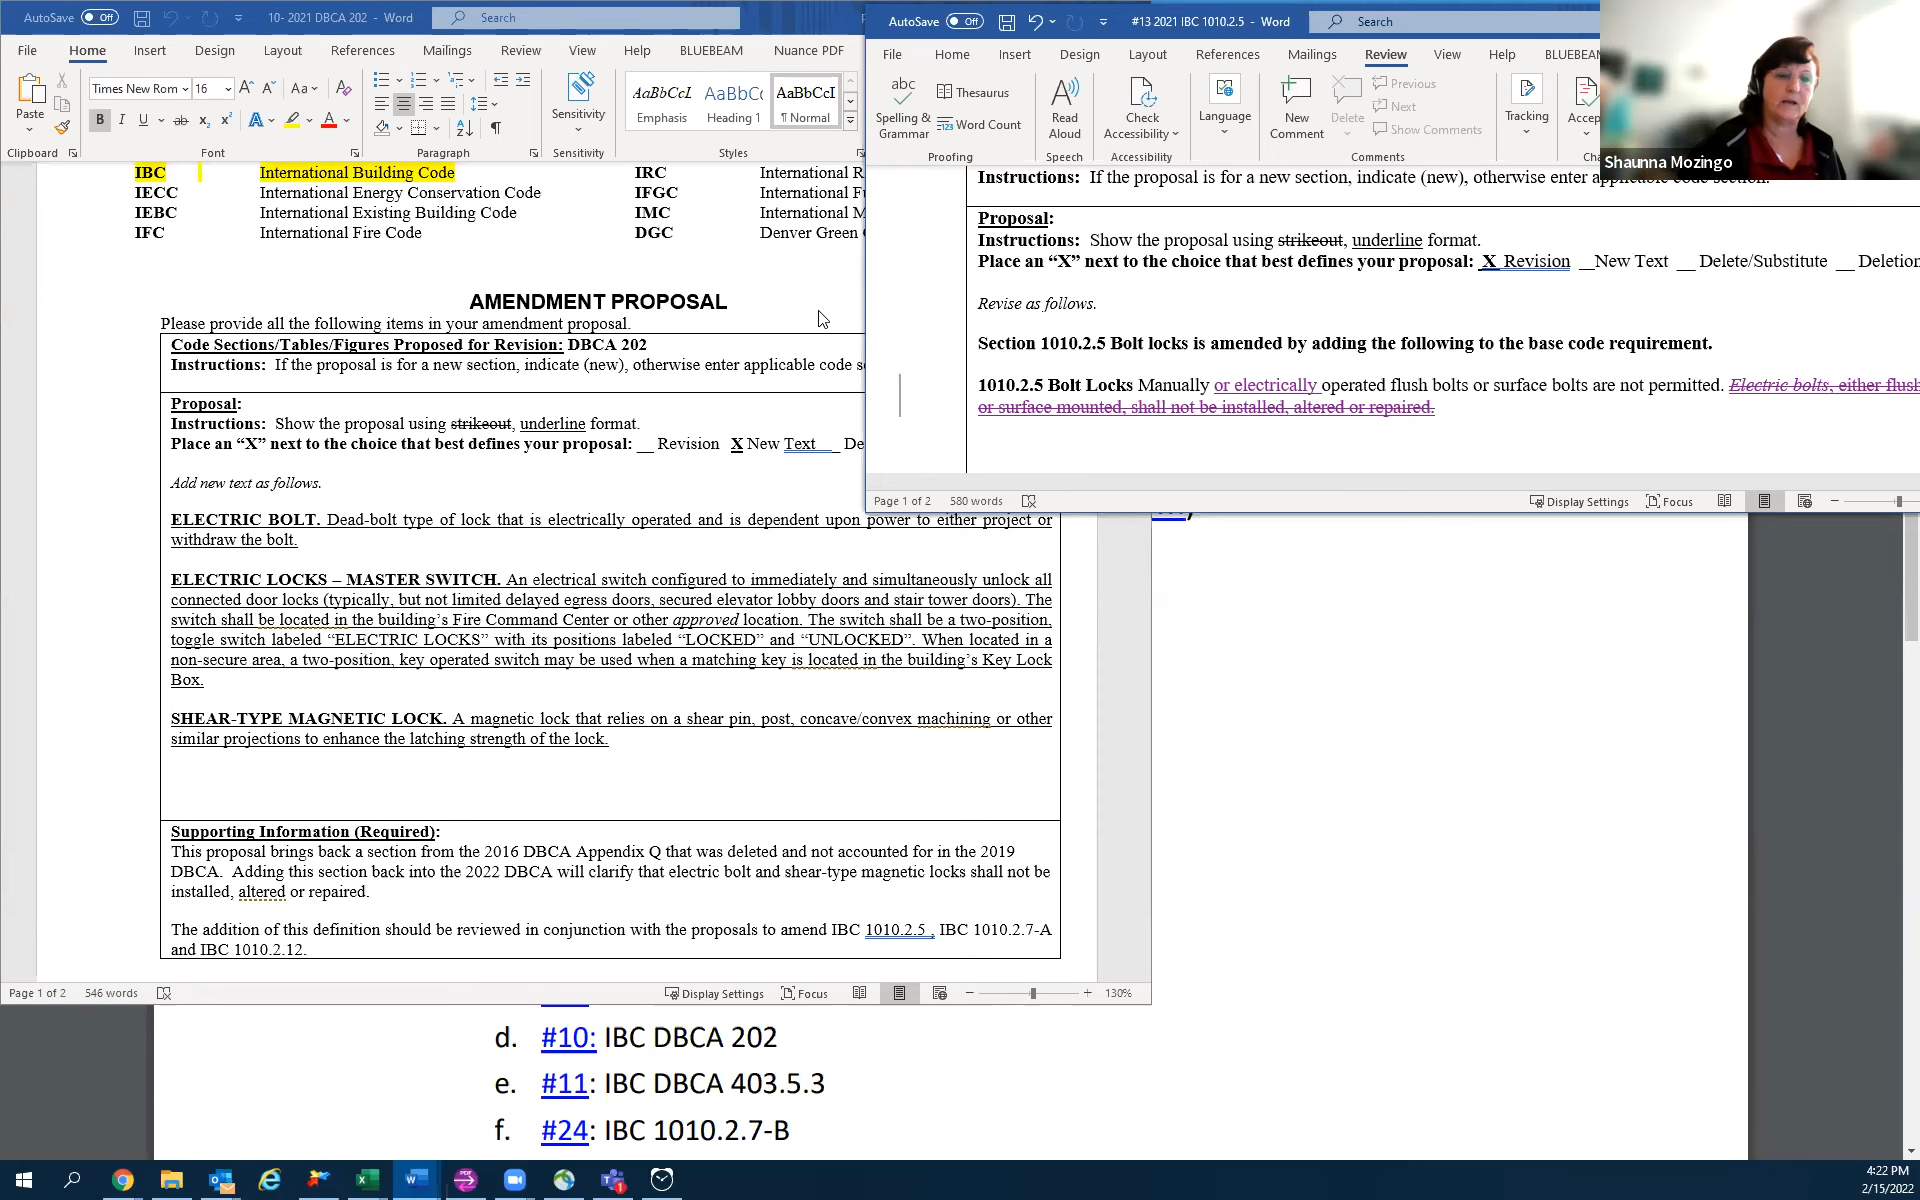 AutoSave Off 10- 2021 DBCA 202 - Word Search
File Home Insert Design Layout References Mailings Review View Help BLUEBEAM Nuance PDF
Times New Rom 16 Aa
Paste
B I U ab x₂ x² A A
Sensitivity
AaBbCcL AaBbCc AaBbCcI
Emphasis Heading 1 ¶ Normal
Clipboard Font Paragraph Sensitivity Styles
IBC International Building Code IRC International R
IECC International Energy Conservation Code IFGC International Fu
IEBC International Existing Building Code IMC International M
IFC International Fire Code DGC Denver Green C
AMENDMENT PROPOSAL
Please provide all the following items in your amendment proposal.
Code Sections/Tables/Figures Proposed for Revision: DBCA 202
Instructions: If the proposal is for a new section, indicate (new), otherwise enter applicable code se
Proposal:
Instructions: Show the proposal using strikeout, underline format.
Place an “X” next to the choice that best defines your proposal: __ Revision X New Text___ De
Add new text as follows.
ELECTRIC BOLT. Dead-bolt type of lock that is electrically operated and is dependent upon power to either project or
withdraw the bolt.
ELECTRIC LOCKS – MASTER SWITCH. An electrical switch configured to immediately and simultaneously unlock all
connected door locks (typically, but not limited delayed egress doors, secured elevator lobby doors and stair tower doors). The
switch shall be located in the building’s Fire Command Center or other approved location. The switch shall be a two-position,
toggle switch labeled “ELECTRIC LOCKS” with its positions labeled “LOCKED” and “UNLOCKED”. When located in a
non-secure area, a two-position, key operated switch may be used when a matching key is located in the building’s Key Lock
Box.
SHEAR-TYPE MAGNETIC LOCK. A magnetic lock that relies on a shear pin, post, concave/convex machining or other
similar projections to enhance the latching strength of the lock.
Supporting Information (Required):
This proposal brings back a section from the 2016 DBCA Appendix Q that was deleted and not accounted for in the 2019
DBCA. Adding this section back into the 2022 DBCA will clarify that electric bolt and shear-type magnetic locks shall not be
installed, altered or repaired.
The addition of this definition should be reviewed in conjunction with the proposals to amend IBC 1010.2.5 , IBC 1010.2.7-A
and IBC 1010.2.12.
Page 1 of 2 546 words Display Settings Focus 130%
AutoSave Off #13 2021 IBC 1010.2.5 - Word Search
File Home Insert Design Layout References Mailings Review View Help BLUEBEAM
abc
Spelling & Grammar
Thesaurus
Word Count
Read Aloud
Check Accessibility
Language
New Comment
Delete
Previous
Next
Show Comments
Tracking
Accep
Proofing Speech Accessibility Comments Cha
Shaunna Mozingo
Instructions: If the proposal is for a new section, indicate (new), otherwise enter applicable code section.
Proposal:
Instructions: Show the proposal using strikeout, underline format.
Place an “X” next to the choice that best defines your proposal: X Revision __New Text __ Delete/Substitute __ Deletion
Revise as follows.
Section 1010.2.5 Bolt locks is amended by adding the following to the base code requirement.
1010.2.5 Bolt Locks Manually or electrically operated flush bolts or surface bolts are not permitted. Electric bolts, either flush
or surface mounted, shall not be installed, altered or repaired.
Page 1 of 2 580 words Display Settings Focus
d. #10: IBC DBCA 202
e. #11: IBC DBCA 403.5.3
f. #24: IBC 1010.2.7-B
4:22 PM
2/15/2022